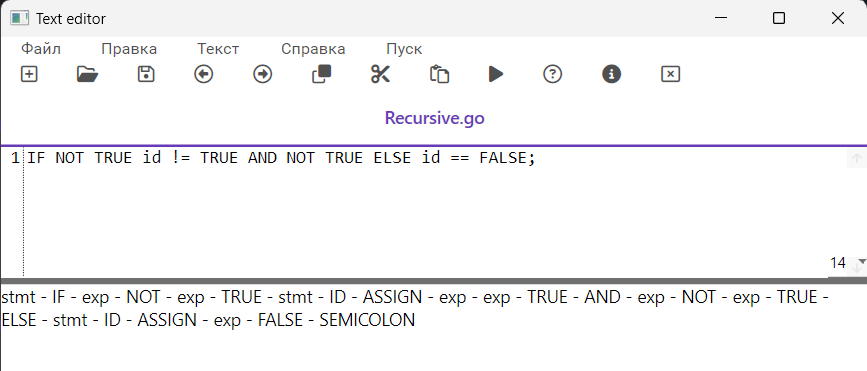 Text editor
Файл Правка Текст Справка Пуск
Recursive.go
1 IF NOT TRUE id != TRUE AND NOT TRUE ELSE id == FALSE;
14
stmt - IF - exp - NOT - exp - TRUE - stmt - ID - ASSIGN - exp - exp - TRUE - AND - exp - NOT - exp - TRUE -
ELSE - stmt - ID - ASSIGN - exp - FALSE - SEMICOLON